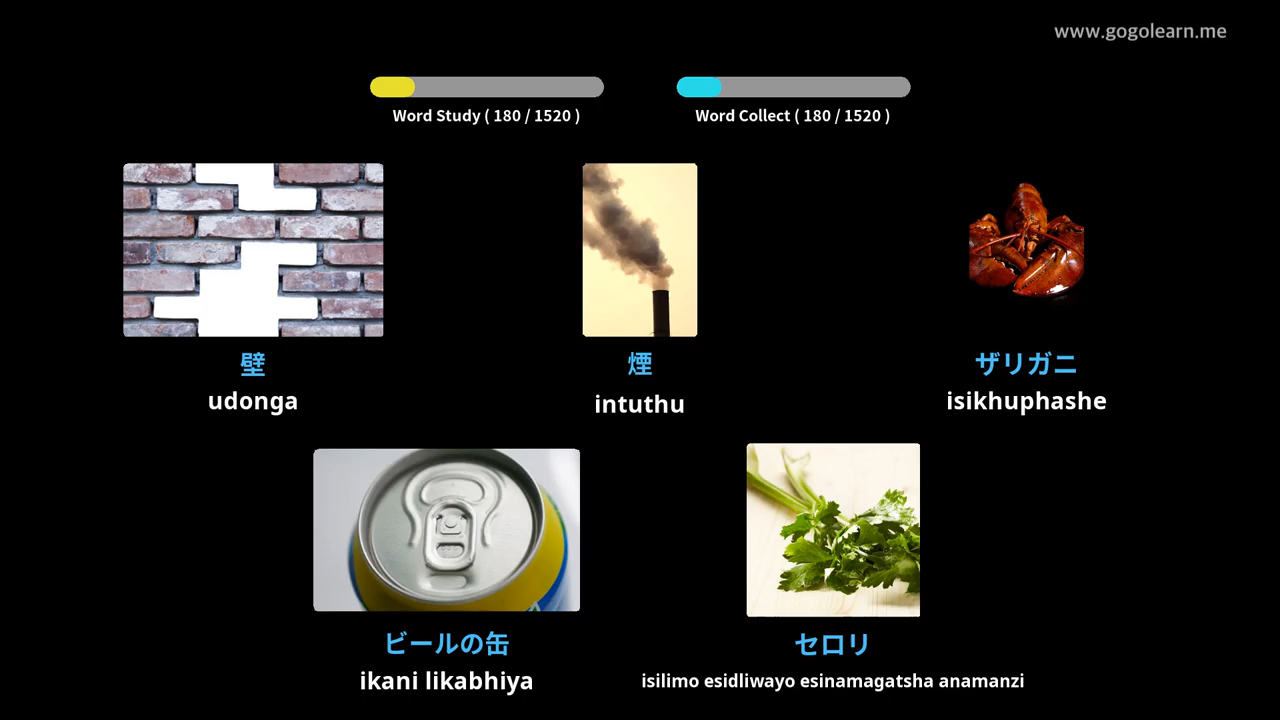 www.gogolearn.me
Word Study ( 180 / 1520 )
Word Collect ( 180 / 1520 )
壁
udonga
煙
intuthu
ザリガニ
isikhuphashe
ビールの缶
ikani likabhiya
セロリ
isilimo esidliwayo esinamagatsha anamanzi